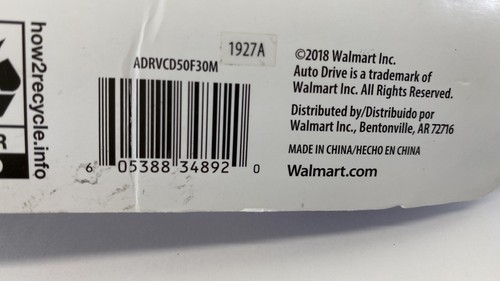 how2recycle.info
R
1927A
ADRVCD50F30M
6 05388 34892 0
©2018 Walmart Inc.
Auto Drive is a trademark of
Walmart Inc. All Rights Reserved.
Distributed by/Distribuido por
Walmart Inc., Bentonville, AR 72716
MADE IN CHINA/HECHO EN CHINA
Walmart.com